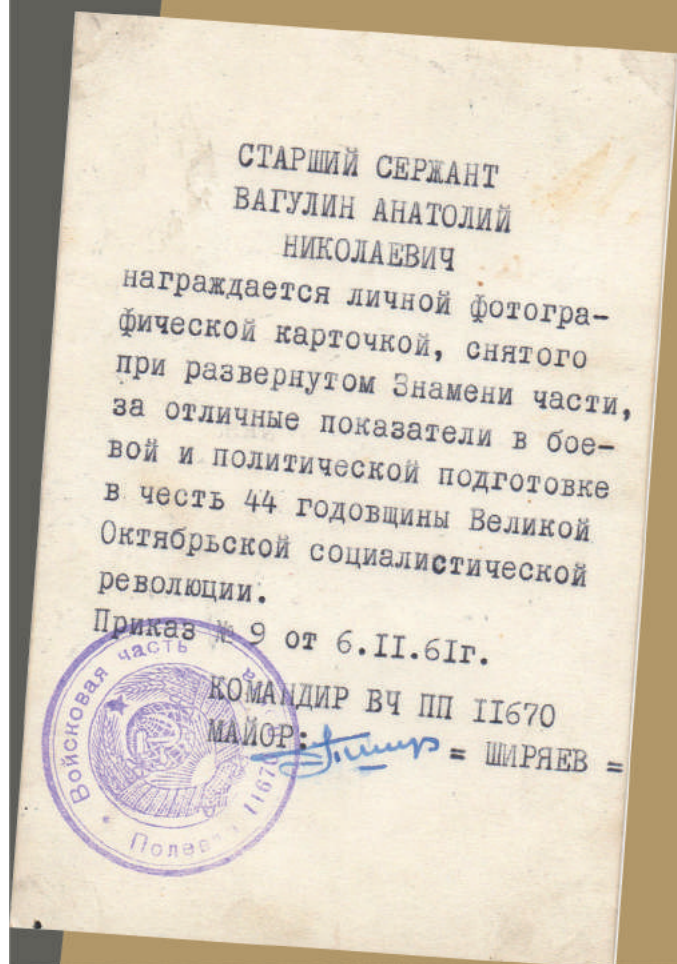 СТАРШИЙ СЕРЖАНТ
ВАГУЛИН АНАТОЛИЙ
НИКОЛАЕВИЧ
награждается личной фотогра-
фической карточкой, снятого
при развернутом Знамени части,
за отличные показатели в бое-
вой и политической подготовке
в честь 44 годовщины Великой
Октябрьской социалистической
революции.
Приказ № 9 от 6.II.6Iг.
КОМАНДИР ВЧ ПП II670
МАЙОР: = ШИРЯЕВ =
Войсковая часть
11670